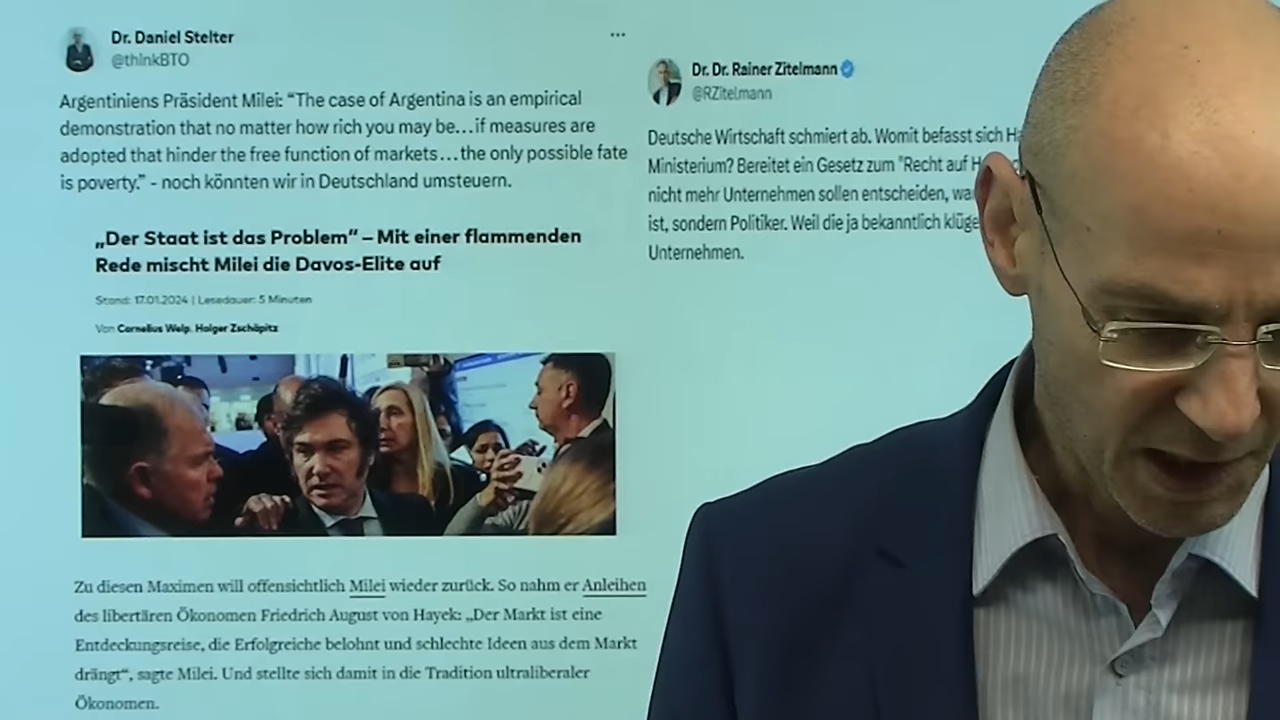 Dr. Daniel Stelter
@thinkBTO
Argentiniens Präsident Milei: “The case of Argentina is an empirical
demonstration that no matter how rich you may be…if measures are
adopted that hinder the free function of markets…the only possible fate
is poverty.” - noch könnten wir in Deutschland umsteuern.
„Der Staat ist das Problem“ – Mit einer flammenden
Rede mischt Milei die Davos-Elite auf
Stand: 17.01.2024 | Lesedauer: 5 Minuten
Von Cornelius Welp, Holger Zschäpitz
Zu diesen Maximen will offensichtlich Milei wieder zurück. So nahm er Anleihen
des libertären Ökonomen Friedrich August von Hayek: „Der Markt ist eine
Entdeckungsreise, die Erfolgreiche belohnt und schlechte Ideen aus dem Markt
drängt“, sagte Milei. Und stellte sich damit in die Tradition ultraliberaler
Ökonomen.
Dr. Dr. Rainer Zitelmann
@RZitelmann
Deutsche Wirtschaft schmiert ab. Womit befasst sich
Ministerium? Bereitet ein Gesetz zum "Recht auf
nicht mehr Unternehmen sollen entscheiden,
ist, sondern Politiker. Weil die ja bekanntlich
Unternehmen.